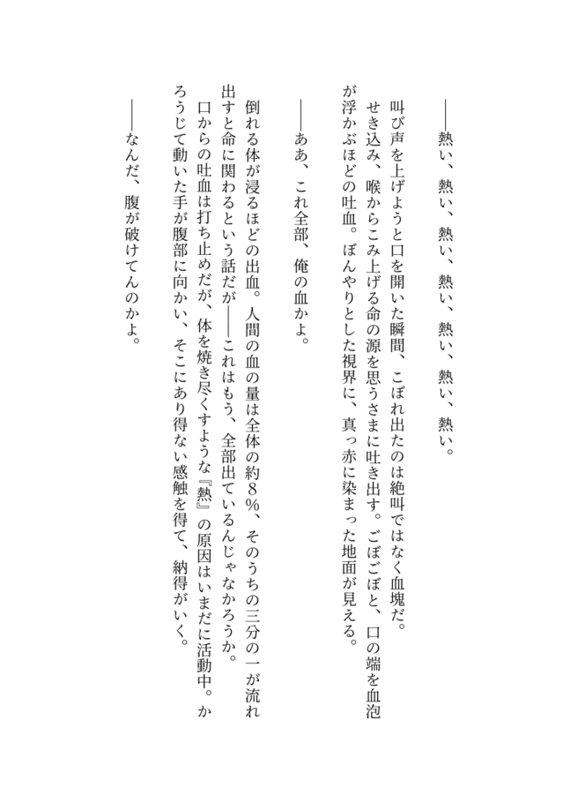 ――熱い、熱い、熱い、熱い、熱い、熱い、熱い。
叫び声を上げようと口を開いた瞬間、こぼれ出たのは絶叫ではなく血塊だ。
せき込み、喉からこみ上げる命の源を思うさまに吐き出す。ごぼごぼと、口の端を血泡
が浮かぶほどの吐血。ぼんやりとした視界に、真っ赤に染まった地面が見える。
――ああ、これ全部、俺の血かよ。
倒れる体が浸るほどの出血。人間の血の量は全体の約８％、そのうちの三分の一が流れ
出すと命に関わるという話だが――これはもう、全部出ているんじゃなかろうか。
口からの吐血は打ち止めだが、体を焼き尽くすような『熱』の原因はいまだに活動中。か
ろうじて動いた手が腹部に向かい、そこにあり得ない感触を得て、納得がいく。
――なんだ、腹が破けてんのかよ。